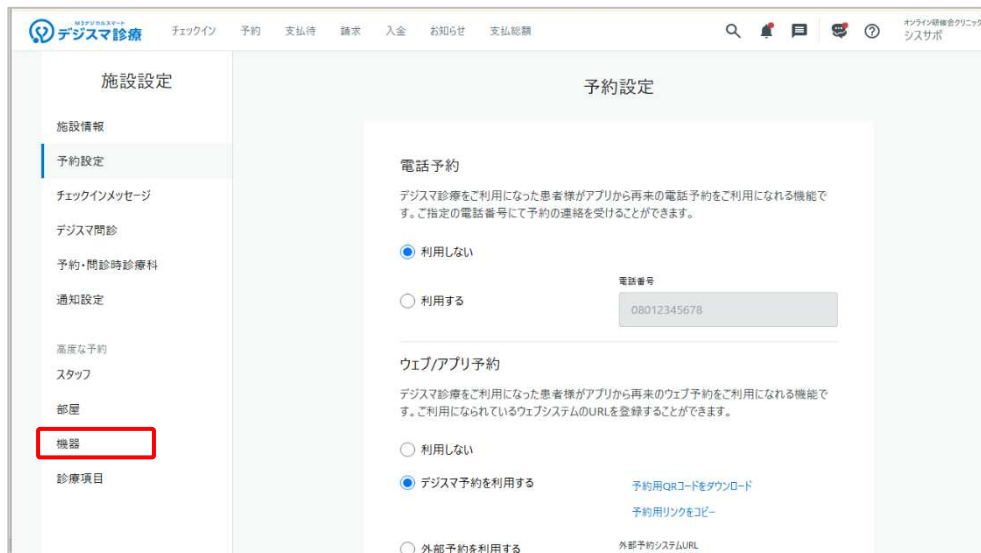 M3デジカルスマート
デジスマ診療
チェックイン 予約 支払待 請求 入金 お知らせ 支払総額
オンライン研修会クリニック
シスサポ
施設設定
施設情報
予約設定
チェックインメッセージ
デジスマ問診
予約・問診時診療科
通知設定
高度な予約
スタッフ
部屋
機器
診療項目
予約設定
電話予約
デジスマ診療をご利用になった患者様がアプリから再来の電話予約をご利用になれる機能で
す。ご指定の電話番号にて予約の連絡を受けることができます。
利用しない
利用する
電話番号
08012345678
ウェブ/アプリ予約
デジスマ診療をご利用になった患者様がアプリから再来のウェブ予約をご利用になれる機能で
す。ご利用になられているウェブシステムのURLを登録することができます。
利用しない
デジスマ予約を利用する
予約用QRコードをダウンロード
予約用リンクをコピー
外部予約を利用する
外部予約システムURL